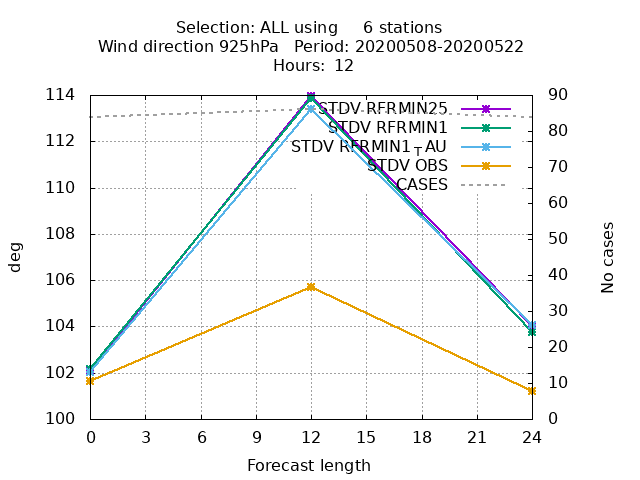 Selection: ALL using     6 stations
Wind direction 925hPa   Period: 20200508-20200522
Hours: 12
114
112
110
108
106
104
102
100
deg
90
80
70
60
50
40
30
20
10
0
No cases
STDV RFRMIN25
STDV RFRMIN1
STDV RFRMIN1TAU
STDV OBS
CASES
0 3 6 9 12 15 18 21 24
Forecast length